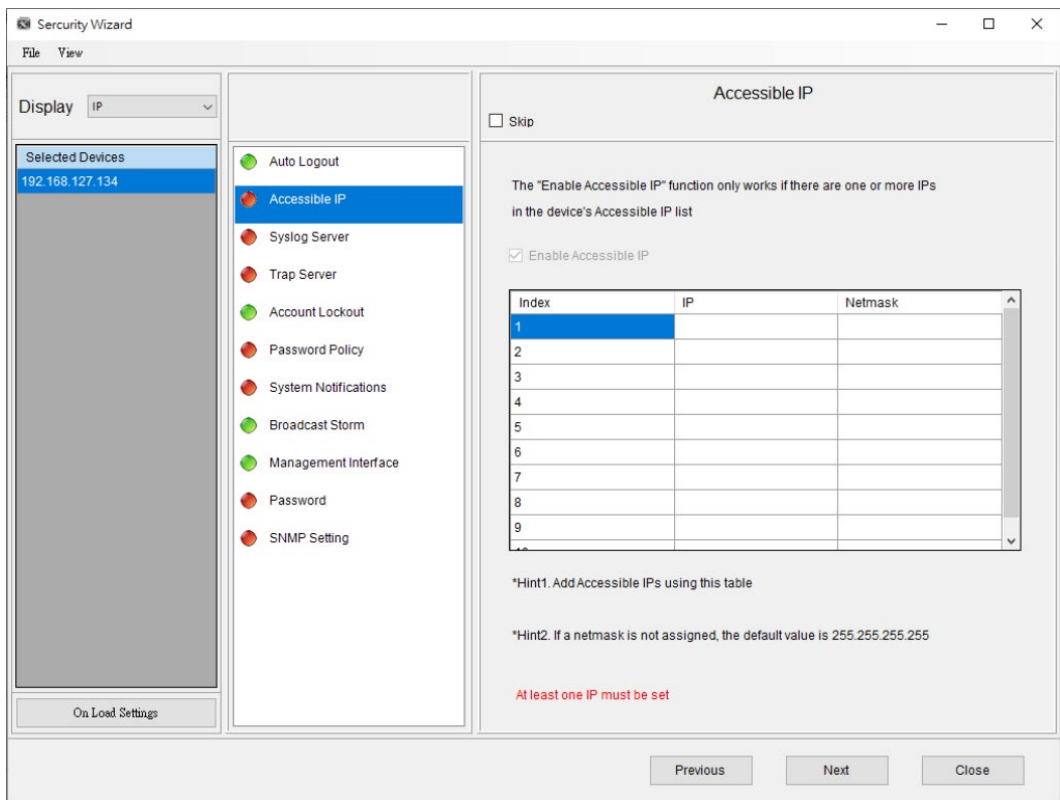 Sercurity Wizard
File View
Display IP
Selected Devices
192.168.127.134
On Load Settings
Auto Logout
Accessible IP
Syslog Server
Trap Server
Account Lockout
Password Policy
System Notifications
Broadcast Storm
Management Interface
Password
SNMP Setting
Accessible IP
Skip
The "Enable Accessible IP" function only works if there are one or more IPs
in the device's Accessible IP list
Enable Accessible IP
Index IP Netmask
1
2
3
4
5
6
7
8
9
*Hint1. Add Accessible IPs using this table
*Hint2. If a netmask is not assigned, the default value is 255.255.255.255
At least one IP must be set
Previous Next Close